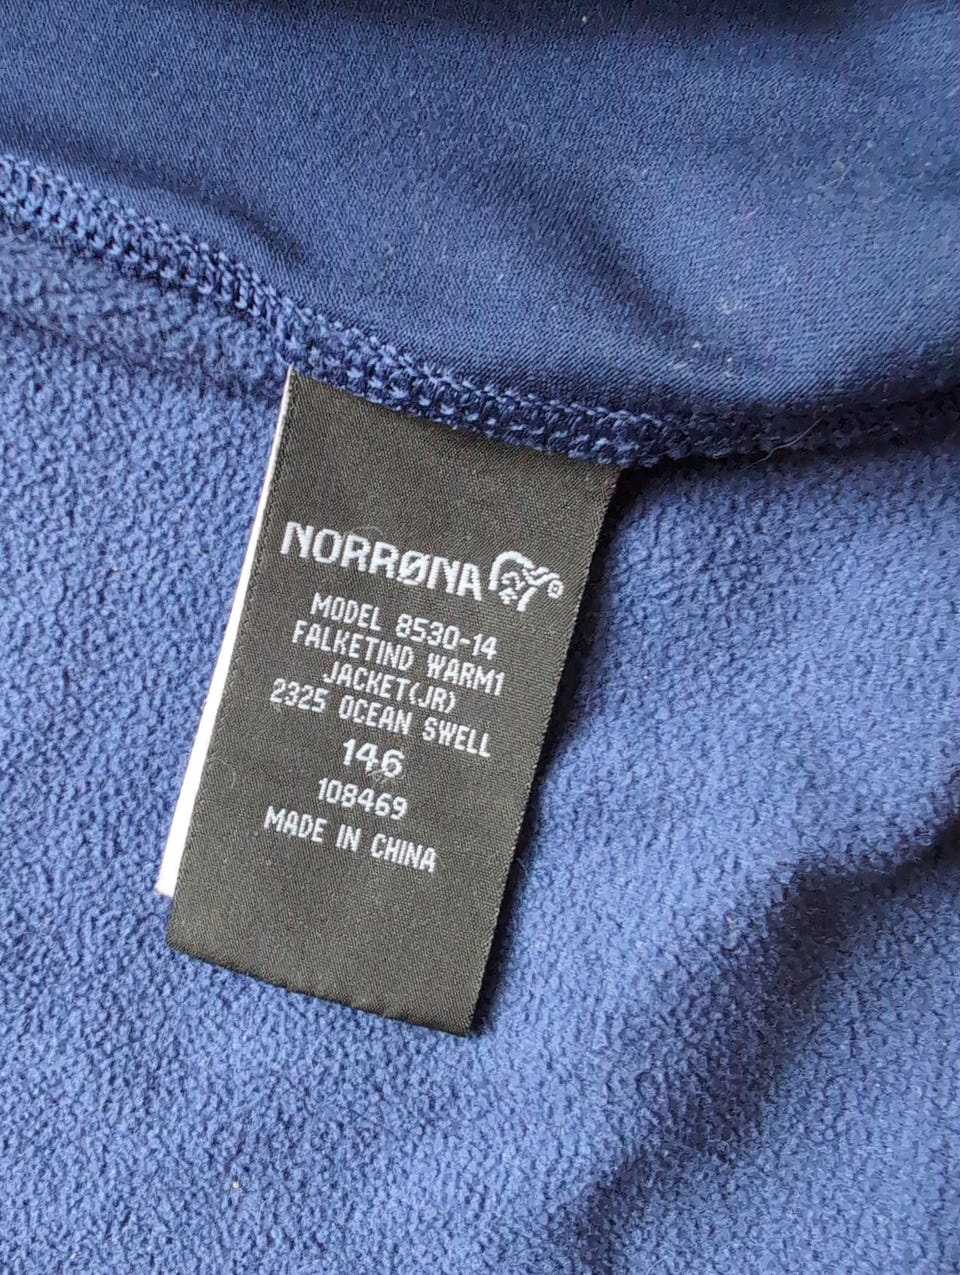 NORRØNA
MODEL 8530-14
FALKETIND WARM1
JACKET(JR)
2325 OCEAN SWELL
146
108469
MADE IN CHINA